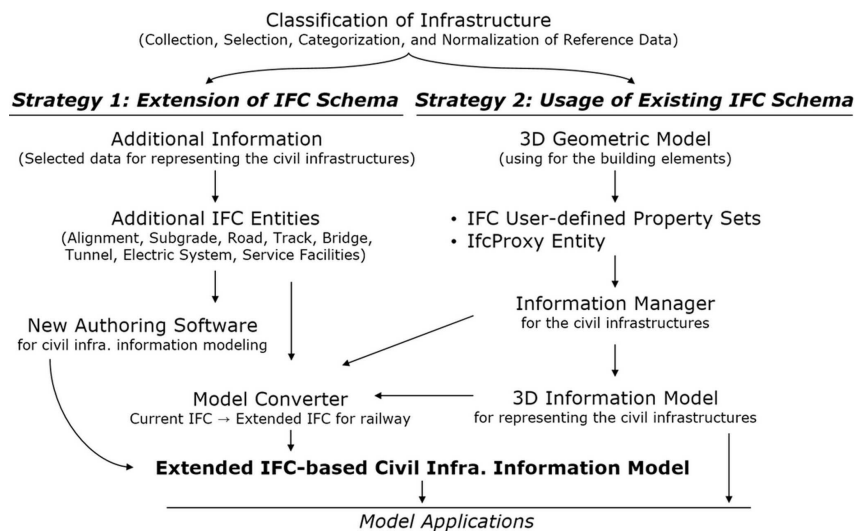 Classification of Infrastructure
(Collection, Selection, Categorization, and Normalization of Reference Data)
Strategy 1: Extension of IFC Schema
Additional Information
(Selected data for representing the civil infrastructures)
Additional IFC Entities
(Alignment, Subgrade, Road, Track, Bridge,
Tunnel, Electric System, Service Facilities)
New Authoring Software
for civil infra. information modeling
Strategy 2: Usage of Existing IFC Schema
3D Geometric Model
(using for the building elements)
• IFC User-defined Property Sets
• IfcProxy Entity
Information Manager
for the civil infrastructures
Model Converter
Current IFC → Extended IFC for railway
3D Information Model
for representing the civil infrastructures
Extended IFC-based Civil Infra. Information Model
Model Applications